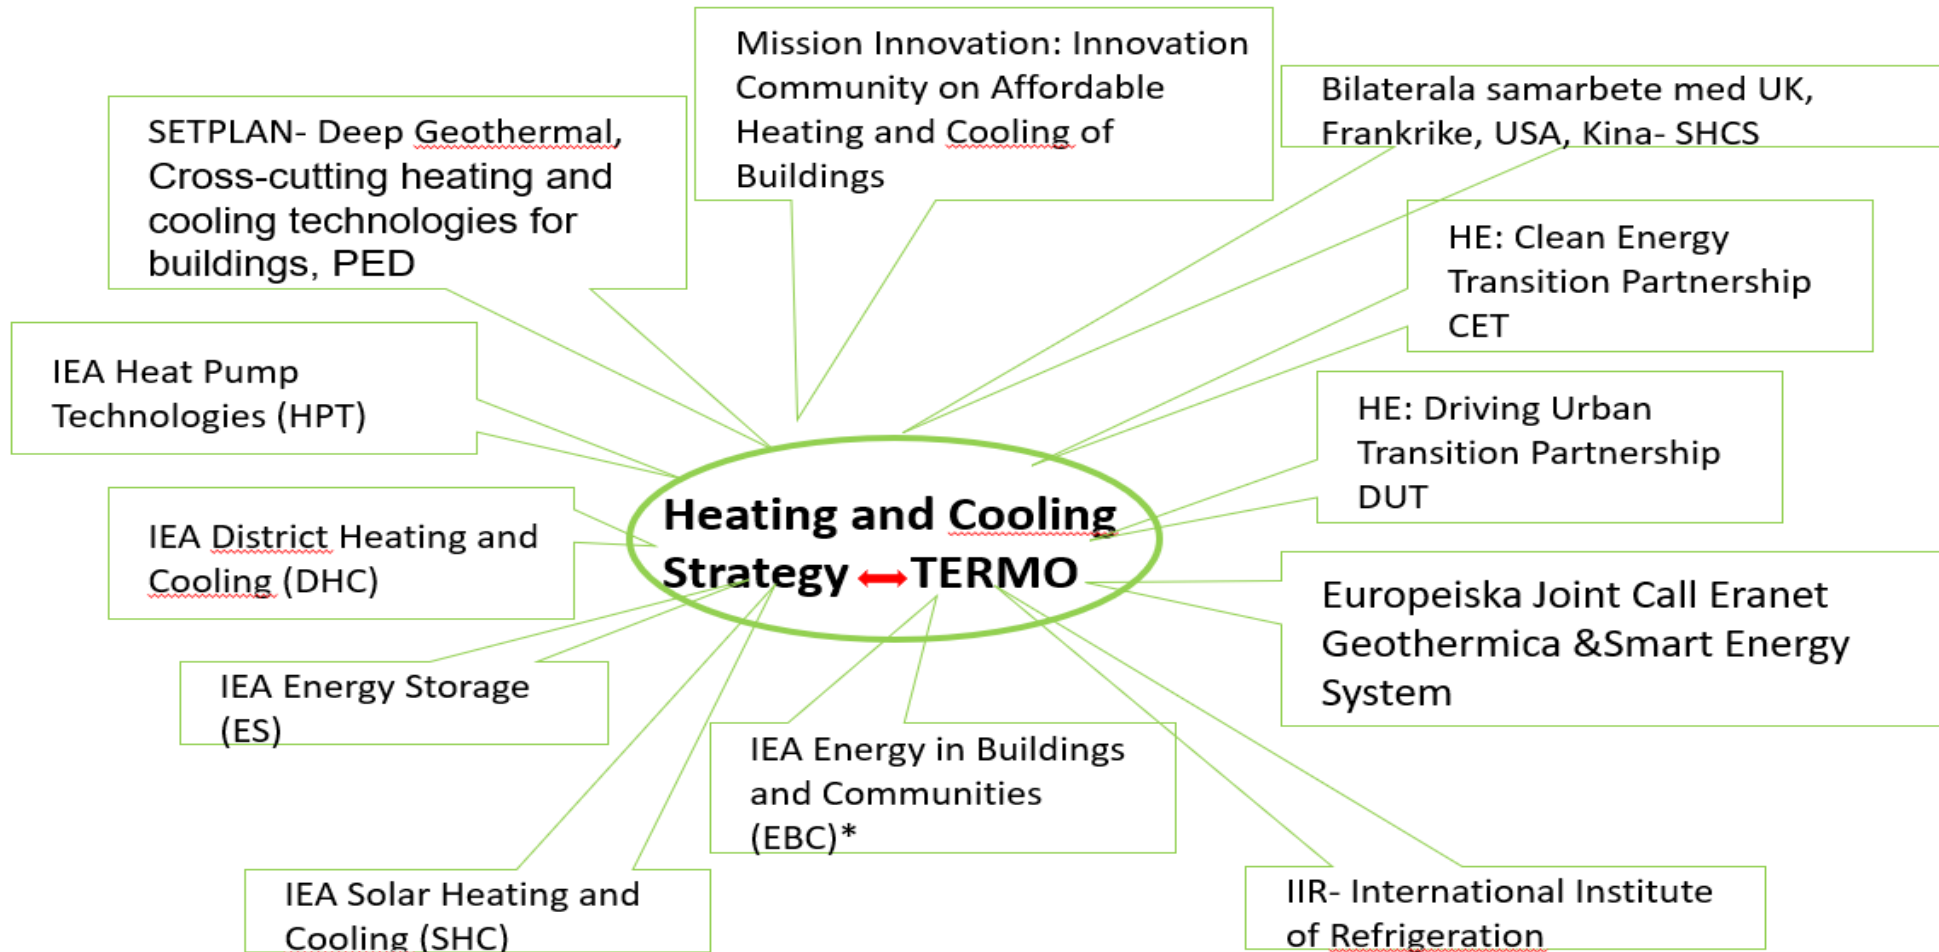 Mission Innovation: Innovation
Community on Affordable
Heating and Cooling of
Buildings
Bilaterala samarbete med UK,
Frankrike, USA, Kina- SHCS
SETPLAN- Deep Geothermal,
Cross-cutting heating and
cooling technologies for
buildings, PED
HE: Clean Energy
Transition Partnership
CET
IEA Heat Pump
Technologies (HPT)
HE: Driving Urban
Transition Partnership
DUT
IEA District Heating and
Cooling (DHC)
Heating and Cooling
Strategy TERMO
Europeiska Joint Call Eranet
Geothermica &Smart Energy
System
IEA Energy Storage
(ES)
IEA Energy in Buildings
and Communities
(EBC)*
IEA Solar Heating and
Cooling (SHC)
IIR- International Institute
of Refrigeration